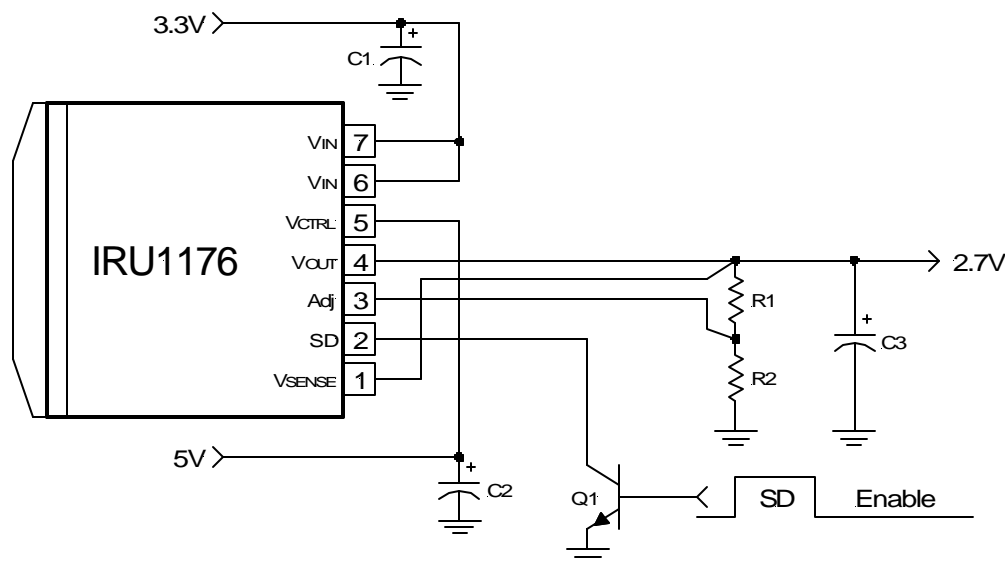 3.3V
+
C1
VIN 7
VIN 6
VCTRL 5
IRU1176
VOUT 4
2.7V
Adj 3
R1
+
C3
SD 2
R2
VSENSE 1
5V
+
C2
Q1
SD
Enable